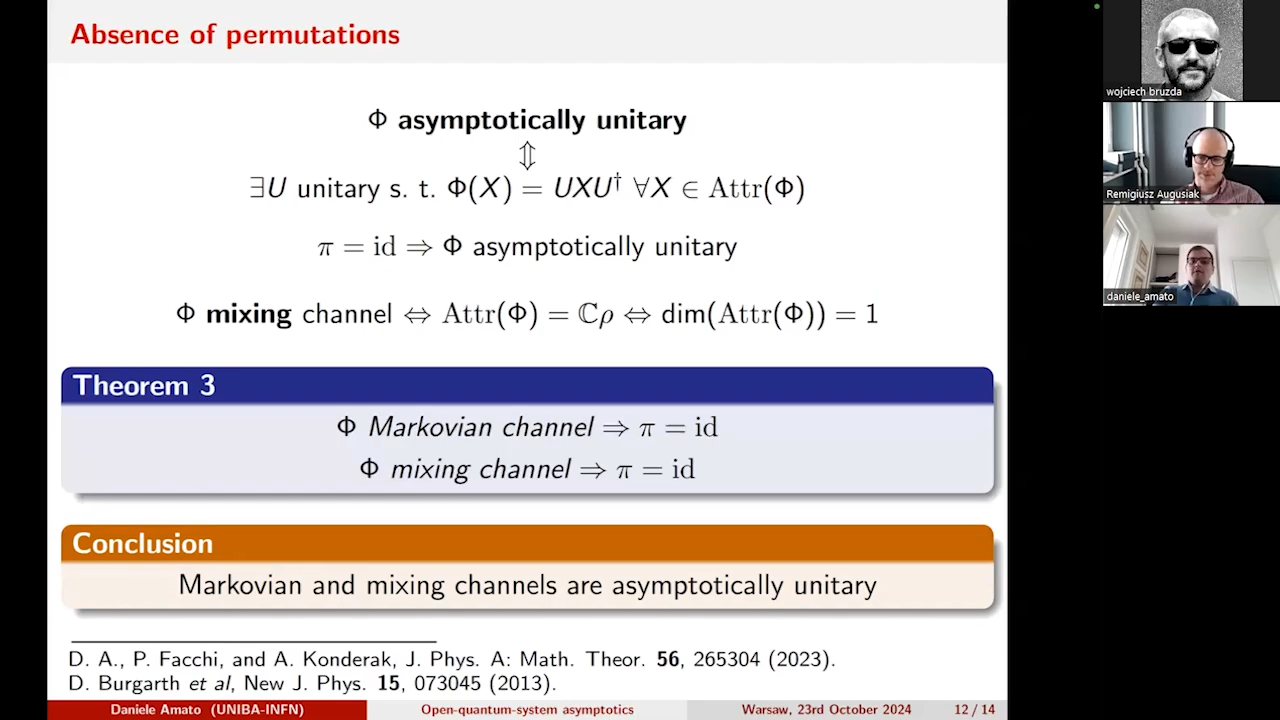 Absence of permutations
Φ asymptotically unitary
⇕
∃U unitary s. t. Φ(X) = UXU† ∀X ∈ Attr(Φ)
π = id ⇒ Φ asymptotically unitary
Φ mixing channel ⇔ Attr(Φ) = ℂρ ⇔ dim(Attr(Φ)) = 1
Theorem 3
Φ Markovian channel ⇒ π = id
Φ mixing channel ⇒ π = id
Conclusion
Markovian and mixing channels are asymptotically unitary
D. A., P. Facchi, and A. Konderak, J. Phys. A: Math. Theor. 56, 265304 (2023).
D. Burgarth et al, New J. Phys. 15, 073045 (2013).
Daniele Amato (UNIBA-INFN) Open-quantum-system asymptotics Warsaw, 23rd October 2024 12 / 14
wojciech bruzda
Remigiusz Augusiak
daniele_amato